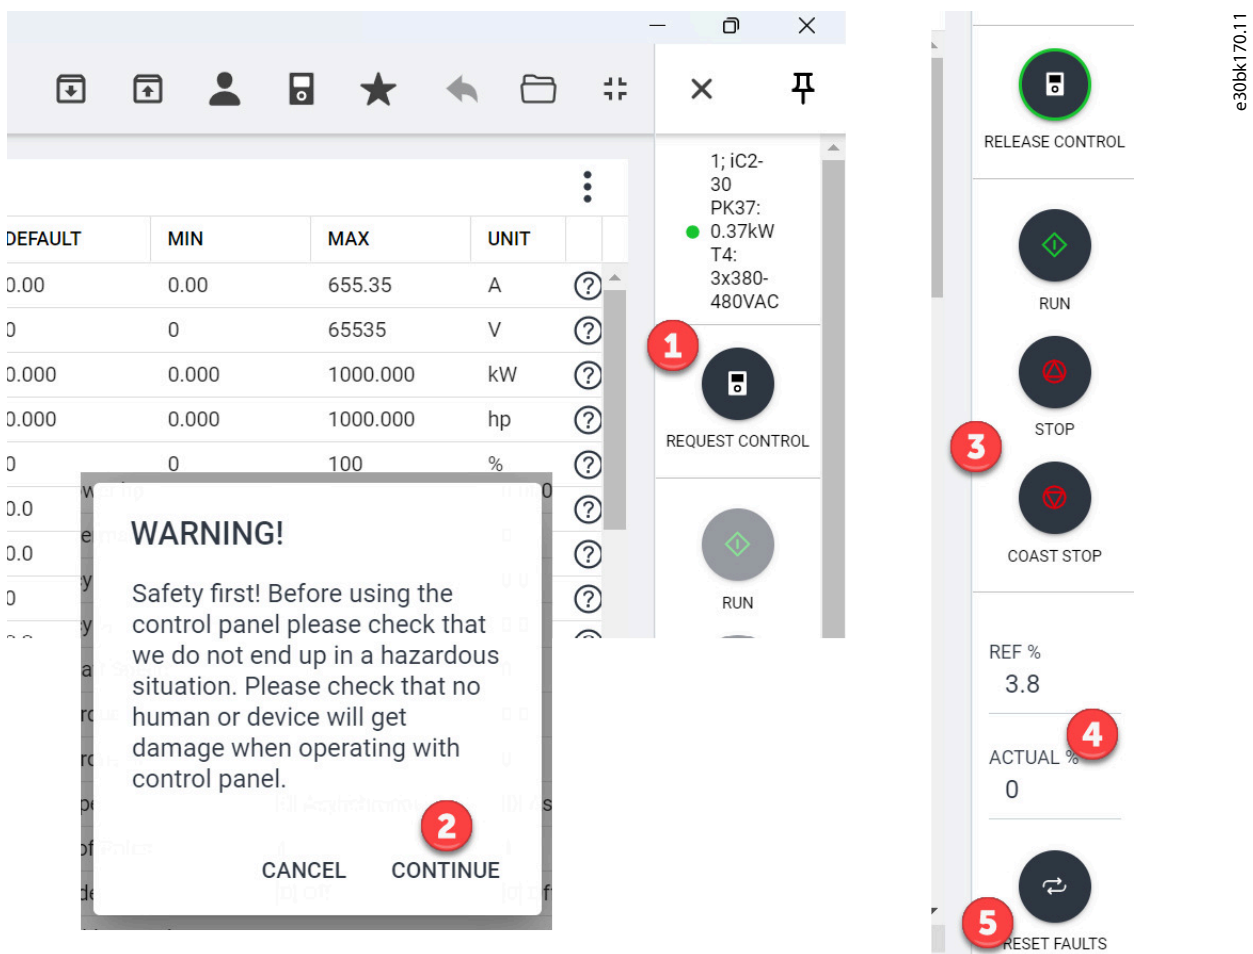 1; iC2-
30
PK37:
0.37kW
T4:
3x380-
480VAC
DEFAULT MIN MAX UNIT
0.00 0.00 655.35 A
0 0 65535 V
0.000 0.000 1000.000 kW
0.000 0.000 1000.000 hp
0 0 100 %
0.0
0.0
0
1
REQUEST CONTROL
RUN
WARNING!
Safety first! Before using the
control panel please check that
we do not end up in a hazardous
situation. Please check that no
human or device will get
damage when operating with
control panel.
2
CANCEL CONTINUE
RELEASE CONTROL
RUN
STOP
3
COAST STOP
REF %
3.8
4
ACTUAL %
0
5
RESET FAULTS
e30bk170.11